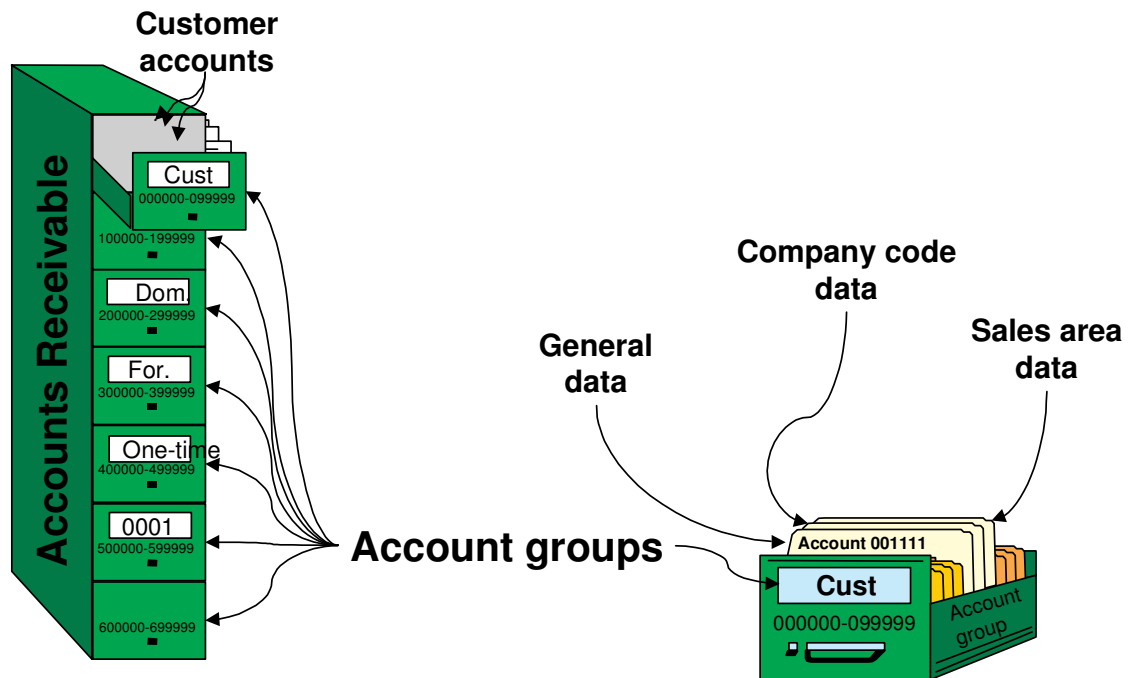 Customer
accounts
Accounts Receivable
Cust
000000-099999
100000-199999
Dom.
200000-299999
For.
300000-399999
One-time
400000-499999
0001
500000-599999
600000-699999
Account groups
General
data
Company code
data
Sales area
data
Account 001111
Cust
000000-099999
Account
group